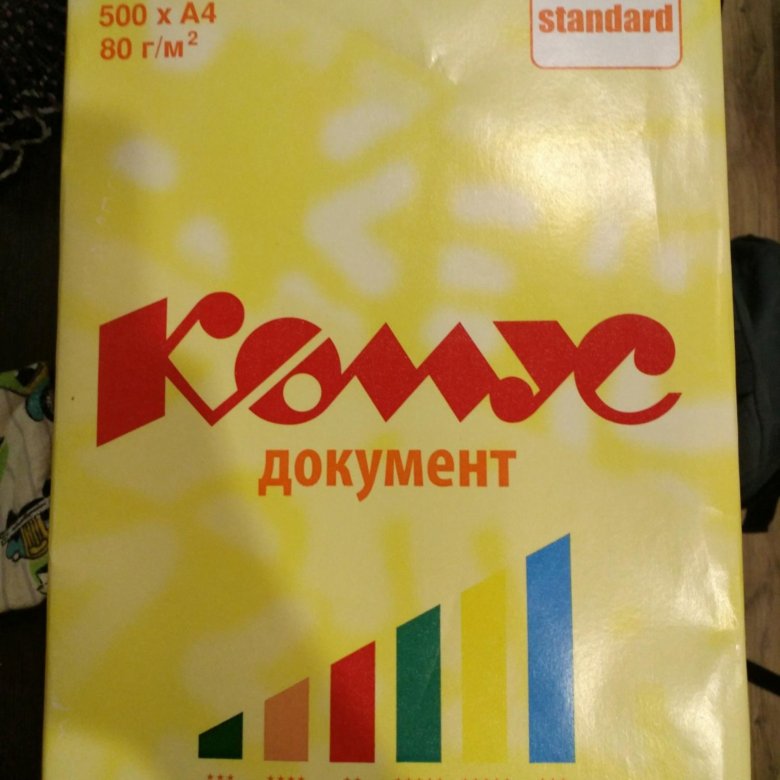 500 x A4
80 г/м²
standard
Комус
документ
*** **** ** ***** ***** ***